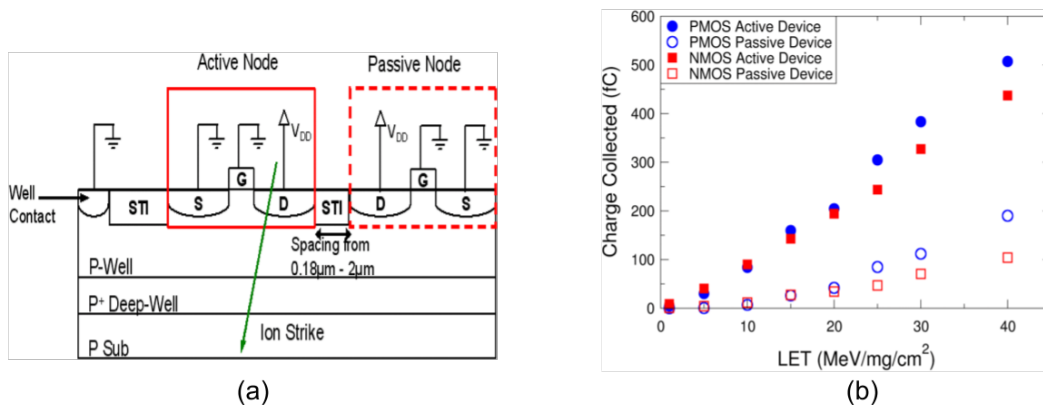 Active Node
Passive Node
V_DD
V_DD
G
G
Well
Contact
STI
S
D
STI
D
S
Spacing from
0.18µm - 2µm
P-Well
P⁺ Deep-Well
Ion Strike
P Sub
(a)
PMOS Active Device
PMOS Passive Device
NMOS Active Device
NMOS Passive Device
600
500
400
300
200
100
0
Charge Collected (fC)
0
10
20
30
40
LET (MeV/mg/cm²)
(b)